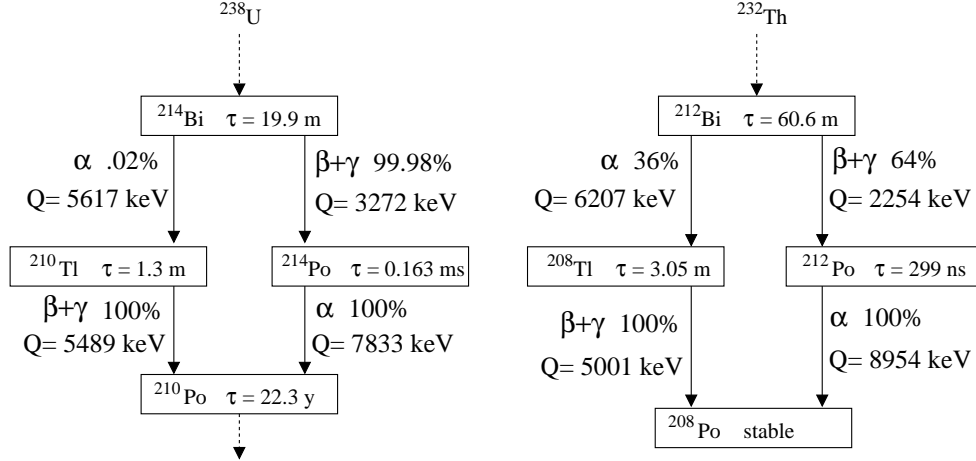 ²³⁸U
²¹⁴Bi τ = 19.9 m
α .02%
Q= 5617 keV
β+γ 99.98%
Q= 3272 keV
²¹⁰Tl τ = 1.3 m
²¹⁴Po τ = 0.163 ms
β+γ 100%
Q= 5489 keV
α 100%
Q= 7833 keV
²¹⁰Po τ = 22.3 y
²³²Th
²¹²Bi τ = 60.6 m
α 36%
Q= 6207 keV
β+γ 64%
Q= 2254 keV
²⁰⁸Tl τ = 3.05 m
²¹²Po τ = 299 ns
β+γ 100%
Q= 5001 keV
α 100%
Q= 8954 keV
²⁰⁸Po stable